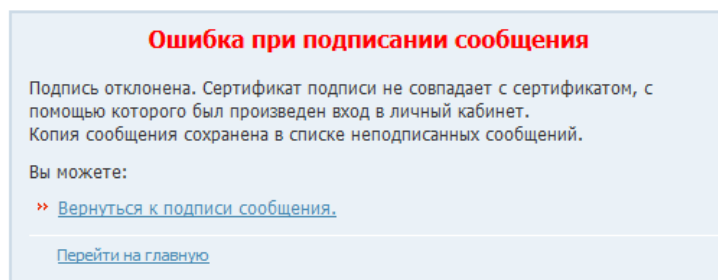 Ошибка при подписании сообщения
Подпись отклонена. Сертификат подписи не совпадает с сертификатом, с
помощью которого был произведен вход в личный кабинет.
Копия сообщения сохранена в списке неподписанных сообщений.
Вы можете:
» Вернуться к подписи сообщения.
Перейти на главную